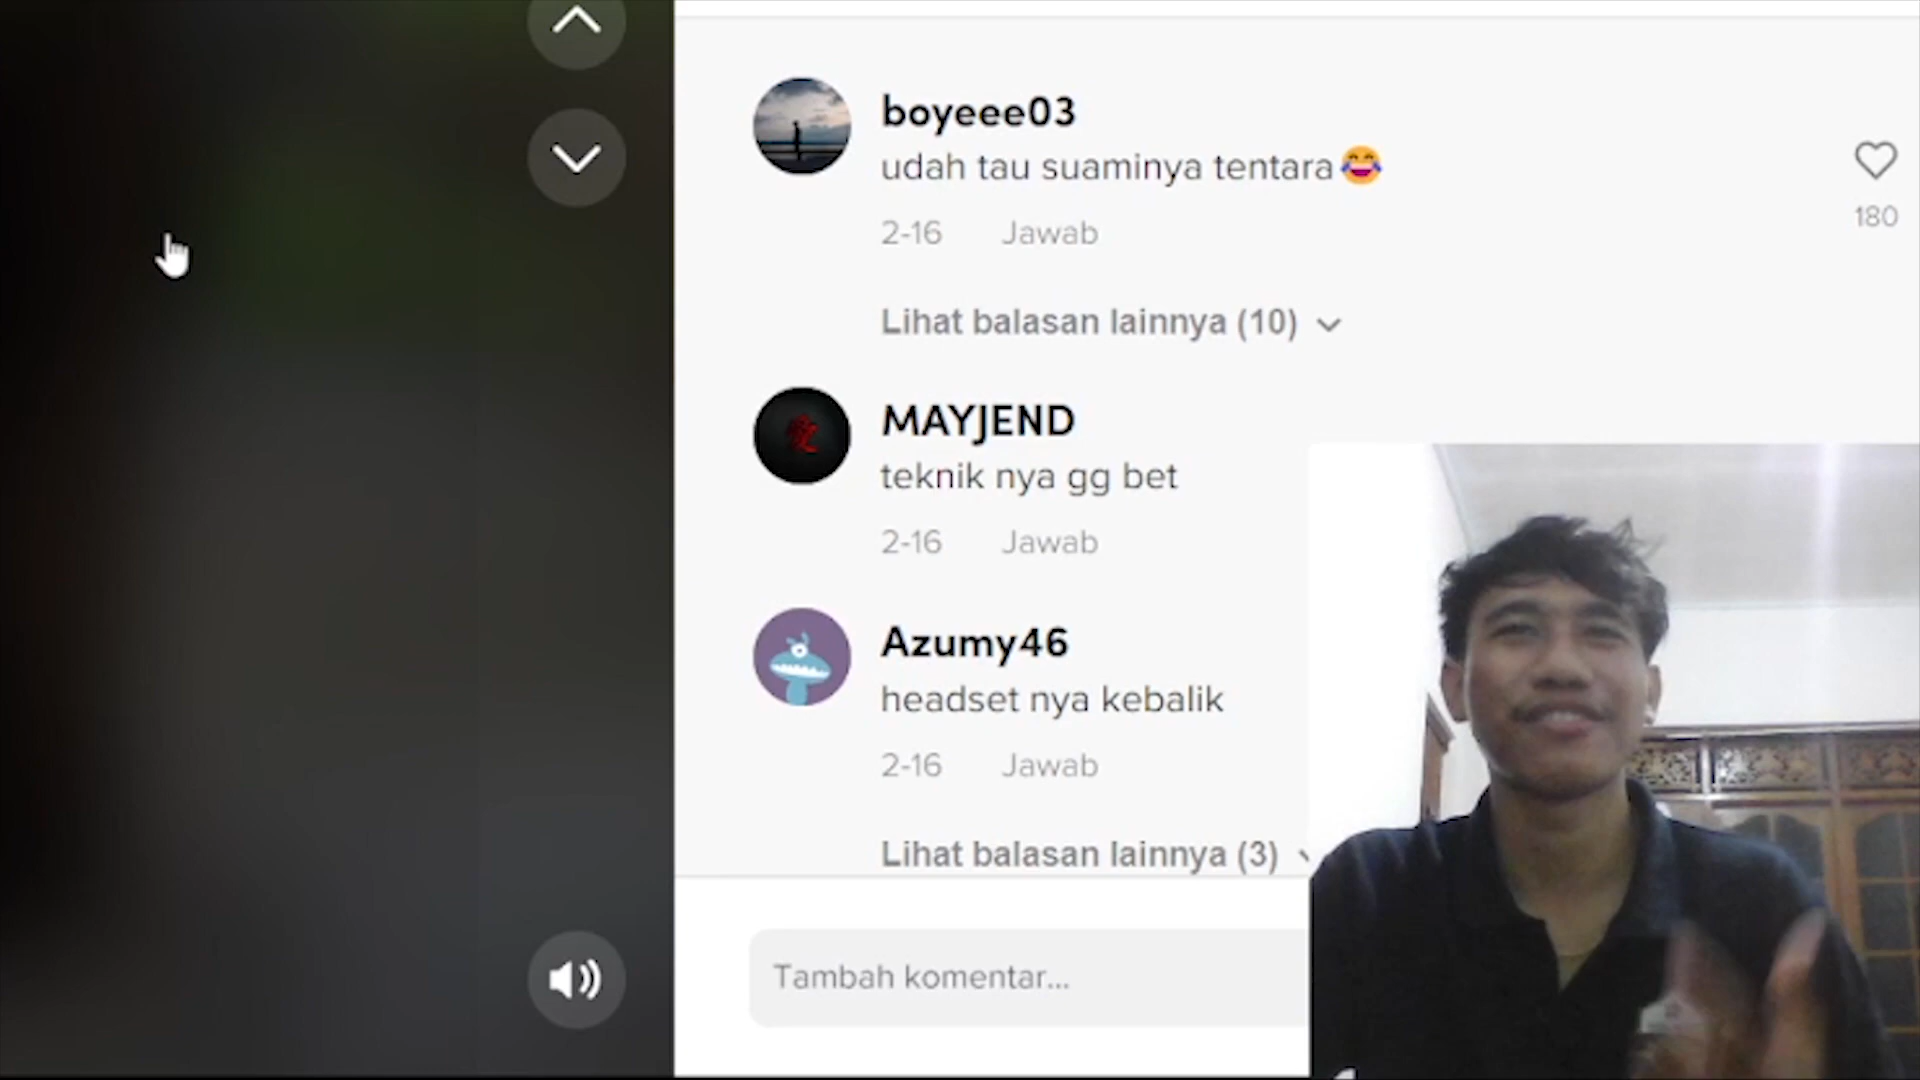 boyeee03
udah tau suaminya tentara😂
2-16 Jawab
180
Lihat balasan lainnya (10)
MAYJEND
teknik nya gg bet
2-16 Jawab
Azumy46
headset nya kebalik
2-16 Jawab
Lihat balasan lainnya (3)
Tambah komentar...